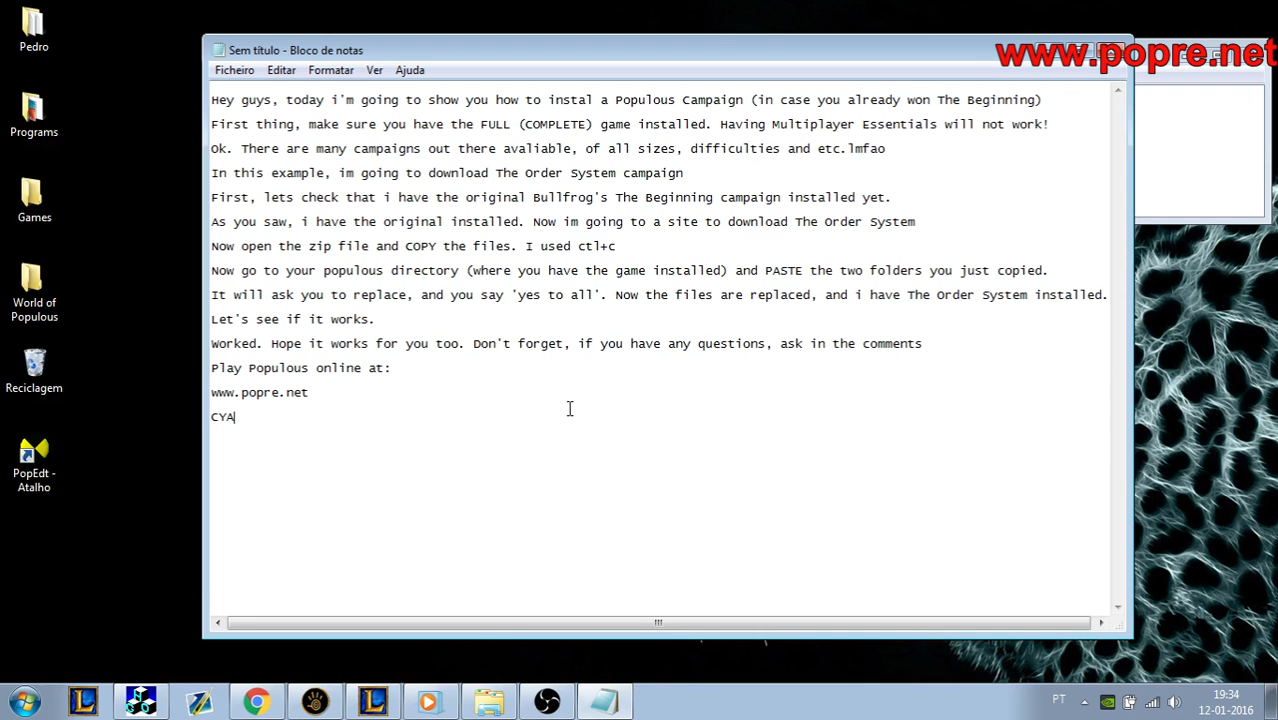 Pedro
Programs
Games
World of
Populous
Reciclagem
PopEdt -
Atalho
Sem título - Bloco de notas
www.popre.net
Ficheiro Editar Formatar Ver Ajuda
Hey guys, today i'm going to show you how to instal a Populous Campaign (in case you already won The Beginning)
First thing, make sure you have the FULL (COMPLETE) game installed. Having Multiplayer Essentials will not work!
Ok. There are many campaigns out there avaliable, of all sizes, difficulties and etc.lmfao
In this example, im going to download The Order System campaign
First, lets check that i have the original Bullfrog's The Beginning campaign installed yet.
As you saw, i have the original installed. Now im going to a site to download The Order System
Now open the zip file and COPY the files. I used ctl+c
Now go to your populous directory (where you have the game installed) and PASTE the two folders you just copied.
It will ask you to replace, and you say 'yes to all'. Now the files are replaced, and i have The Order System installed.
Let's see if it works.
Worked. Hope it works for you too. Don't forget, if you have any questions, ask in the comments
Play Populous online at:
www.popre.net
CYA
PT
19:34
12-01-2016